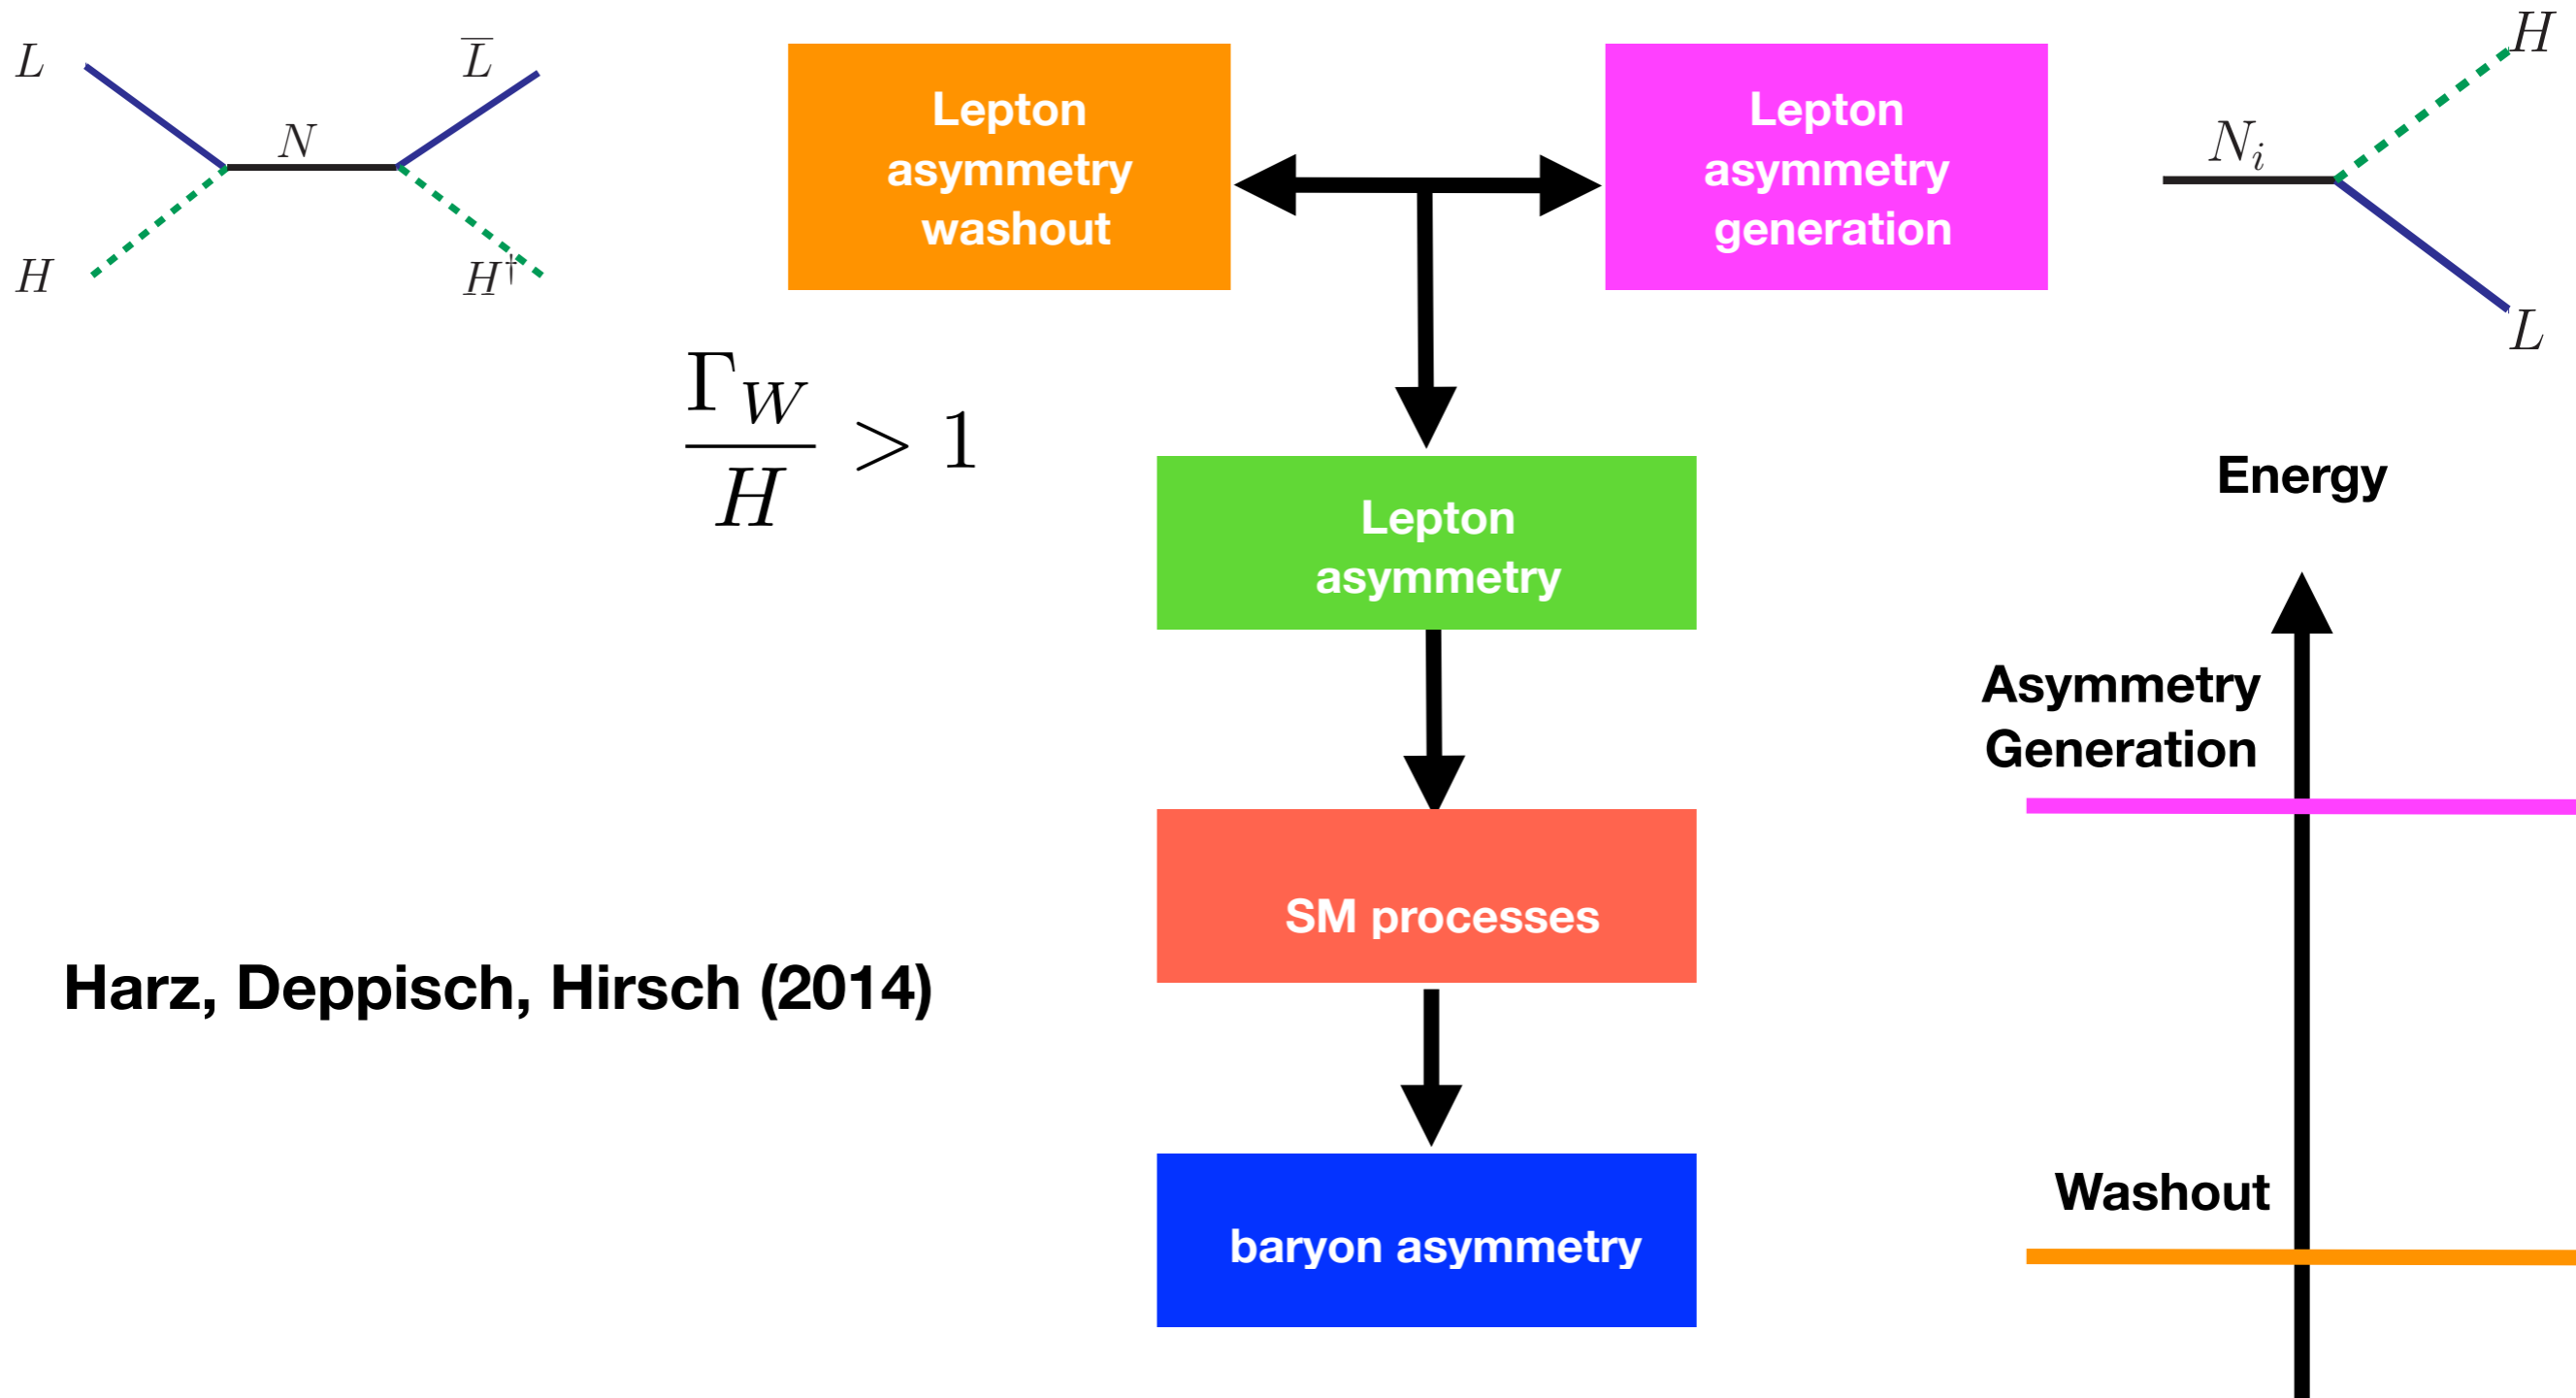 L
L̅
N
H
H†
Lepton
asymmetry
washout
Lepton
asymmetry
generation
H
N_i
L
Γ_W / H > 1
Lepton
asymmetry
Energy
Asymmetry
Generation
SM processes
Harz, Deppisch, Hirsch (2014)
Washout
baryon asymmetry